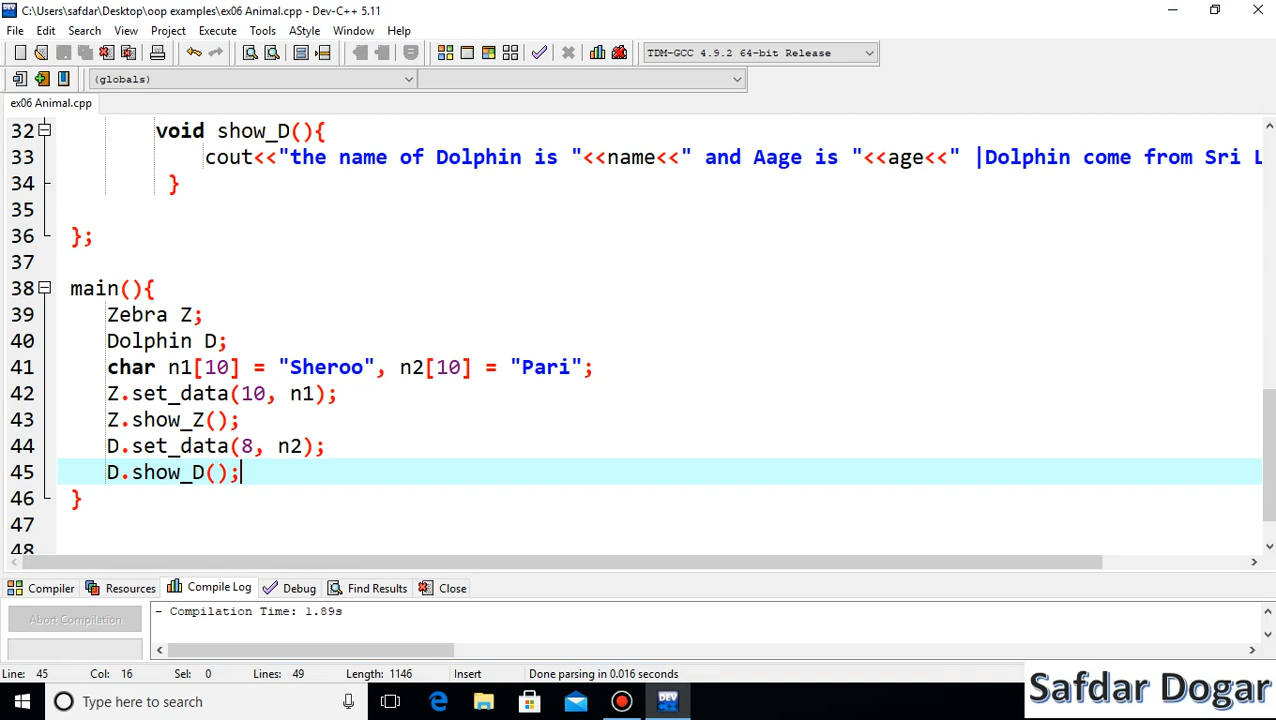 C:\Users\safdar\Desktop\oop examples\ex06 Animal.cpp - Dev-C++ 5.11
File Edit Search View Project Execute Tools AStyle Window Help
TDM-GCC 4.9.2 64-bit Release
(globals)
ex06 Animal.cpp
32 void show_D(){
33 cout<<"the name of Dolphin is "<<name<<" and Aage is "<<age<<" |Dolphin come from Sri L
34 }
35
36 };
37
38 main(){
39 Zebra Z;
40 Dolphin D;
41 char n1[10] = "Sheroo", n2[10] = "Pari";
42 Z.set_data(10, n1);
43 Z.show_Z();
44 D.set_data(8, n2);
45 D.show_D();
46 }
47
48
Compiler Resources Compile Log Debug Find Results Close
Abort Compilation
- Compilation Time: 1.89s
Line: 45 Col: 16 Sel: 0 Lines: 49 Length: 1146 Insert Done parsing in 0.016 seconds
Type here to search
DEV
Safdar Dogar